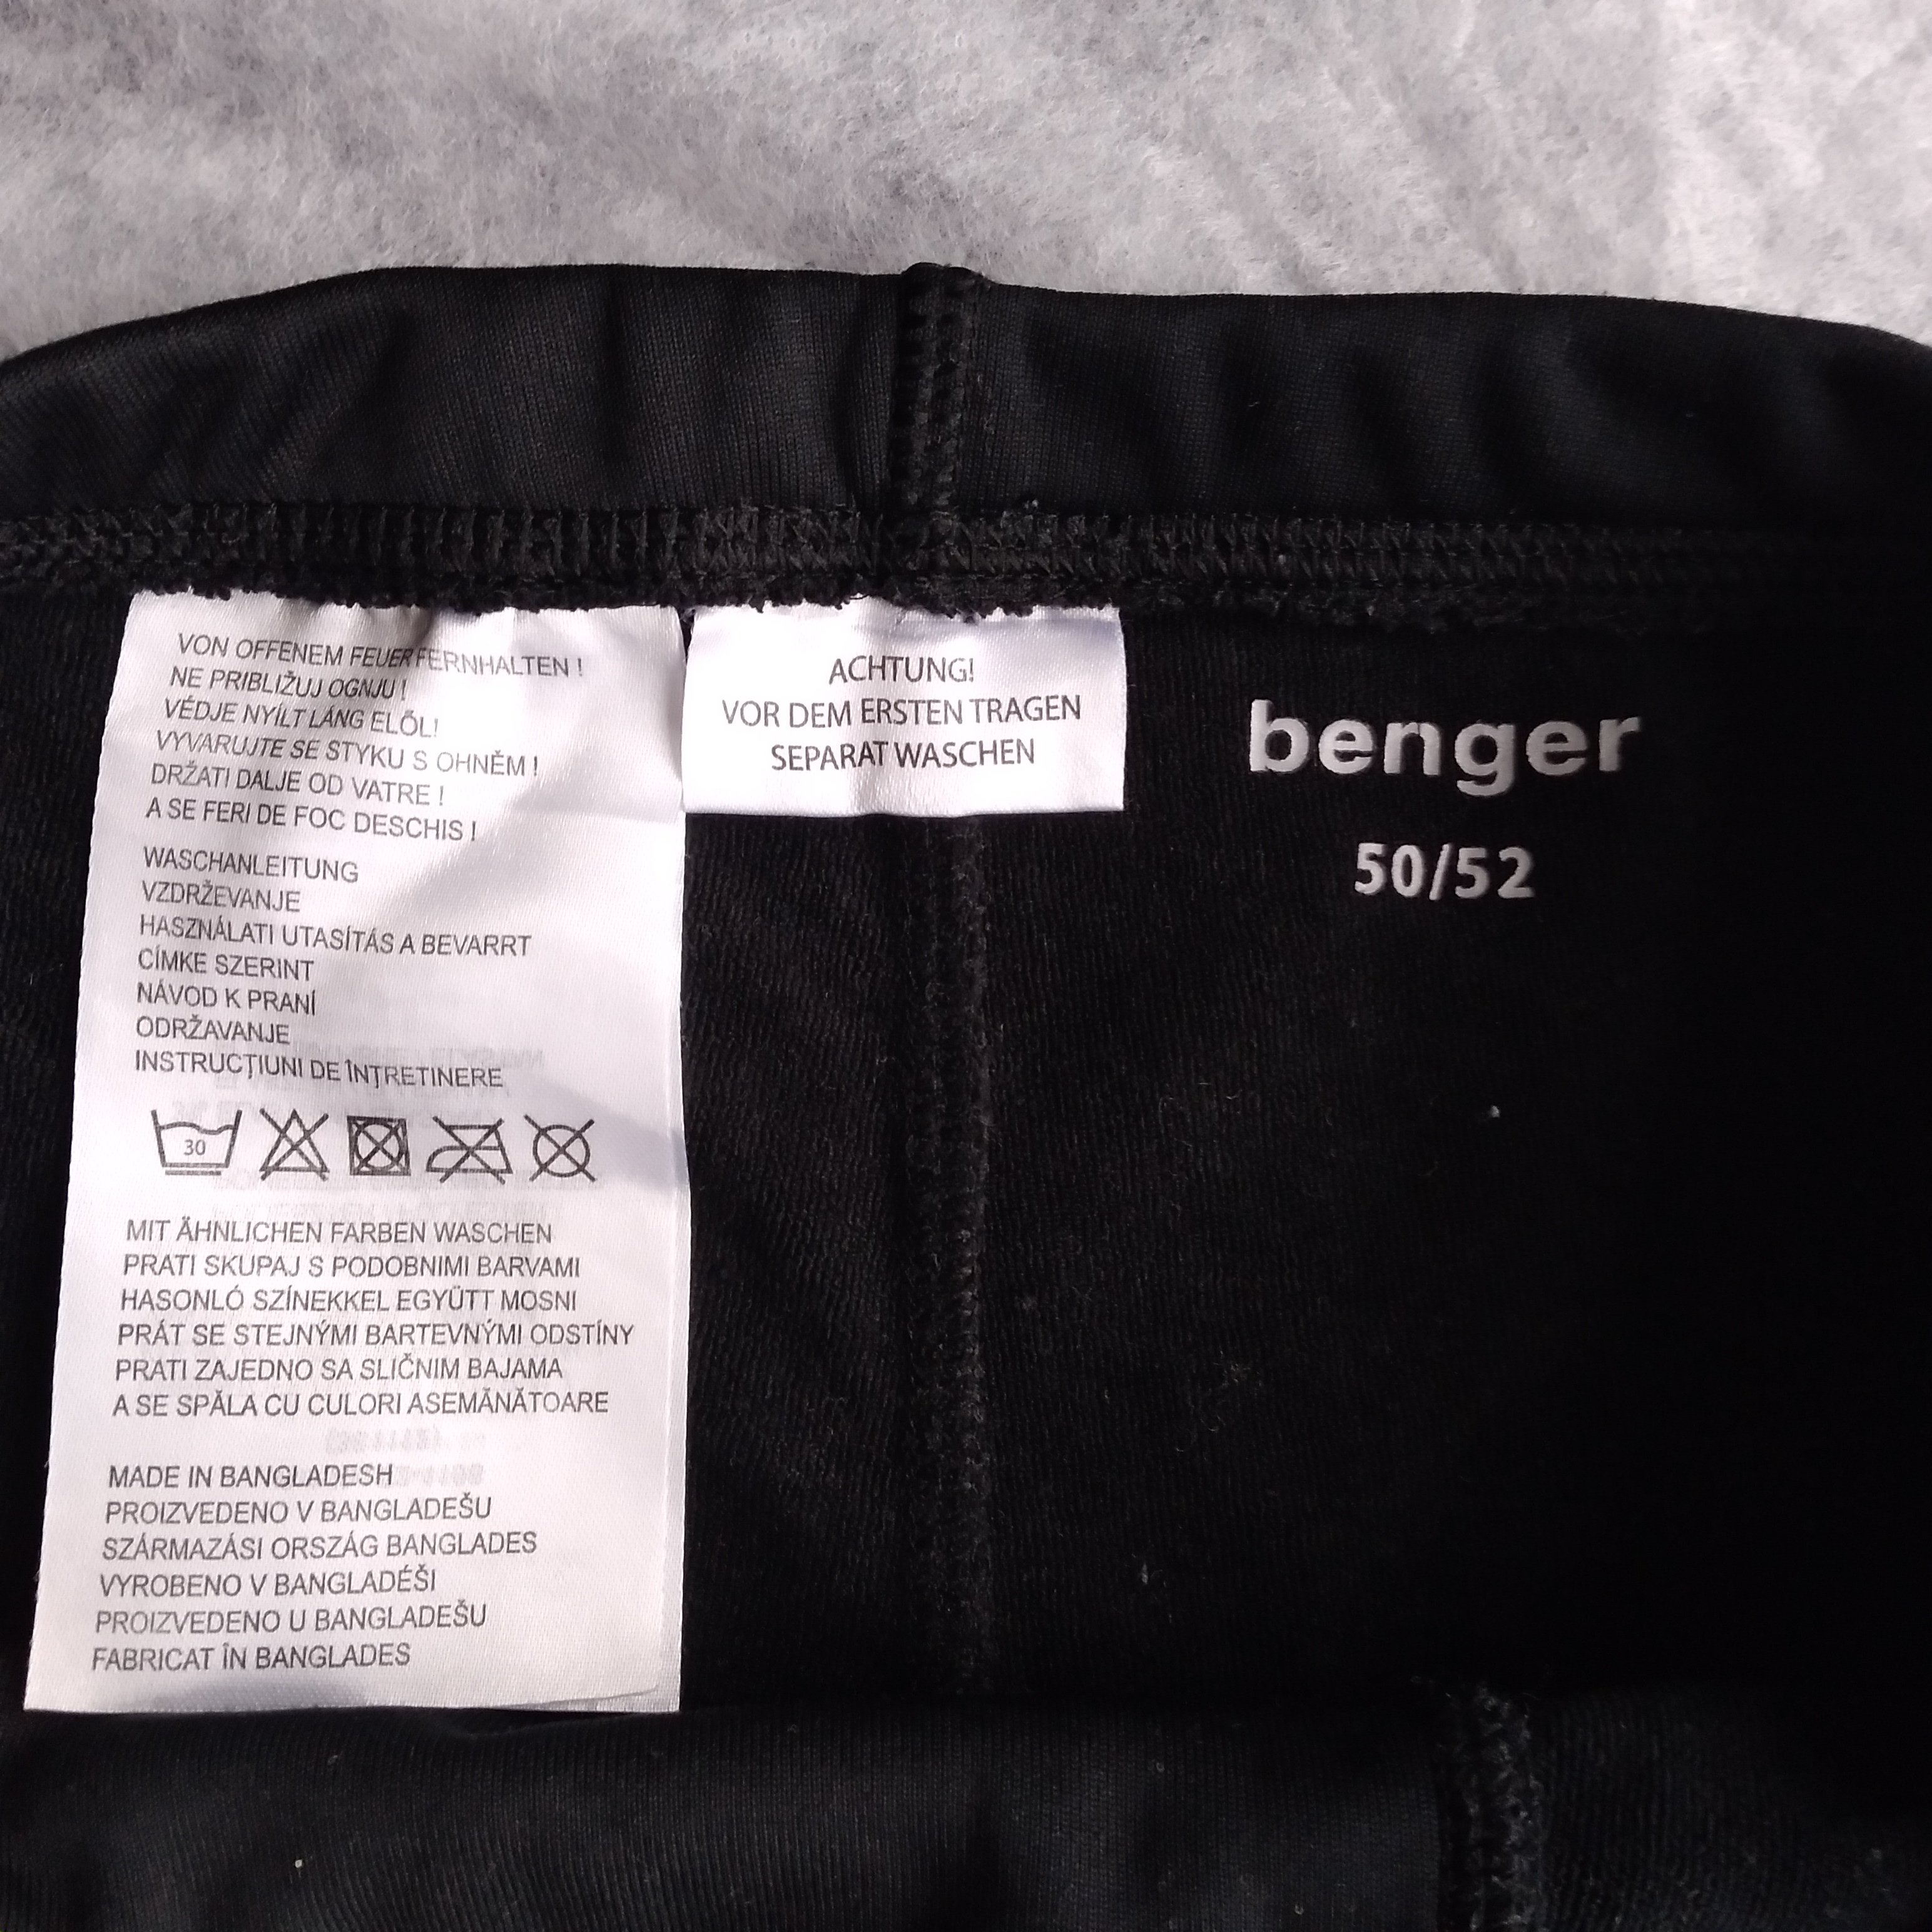 VON OFFENEM FEUER FERNHALTEN !
NE PRIBLIŽUJ OGNJU !
VÉDJE NYÍLT LÁNG ELŐL!
VYVARUJTE SE STYKU S OHNĚM !
DRŽATI DALJE OD VATRE !
A SE FERI DE FOC DESCHIS !
WASCHANLEITUNG
VZDRŽEVANJE
HASZNÁLATI UTASÍTÁS A BEVARRT
CÍMKE SZERINT
NÁVOD K PRANÍ
ODRŽAVANJE
INSTRUCŢIUNI DE ÎNŢRETINERE
30
MIT ÄHNLICHEN FARBEN WASCHEN
PRATI SKUPAJ S PODOBNIMI BARVAMI
HASONLÓ SZÍNEKKEL EGYÜTT MOSNI
PRÁT SE STEJNÝMI BARTEVNÝMI ODSTÍNY
PRATI ZAJEDNO SA SLIČNIM BAJAMA
A SE SPĂLA CU CULORI ASEMĂNĂTOARE
MADE IN BANGLADESH
PROIZVEDENO V BANGLADEŠU
SZÁRMAZÁSI ORSZÁG BANGLADES
VYROBENO V BANGLADÉŠI
PROIZVEDENO U BANGLADEŠU
FABRICAT ÎN BANGLADES
ACHTUNG!
VOR DEM ERSTEN TRAGEN
SEPARAT WASCHEN
benger
50/52